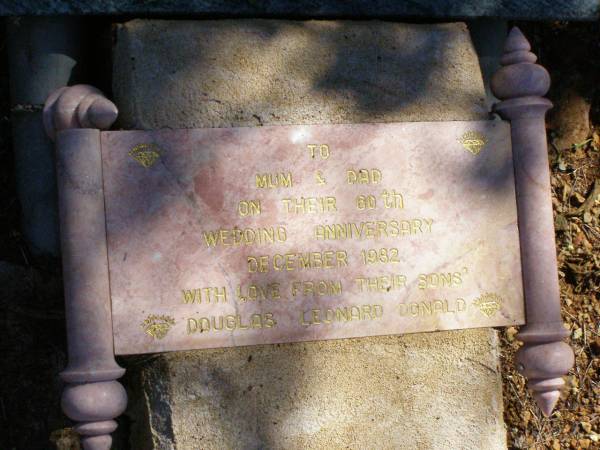 TO
MUM & DAD
ON THEIR 60th
WEDDING ANNIVERSARY
DECEMBER 1982
WITH LOVE FROM THEIR SONS'
DOUGLAS LEONARD DONALD